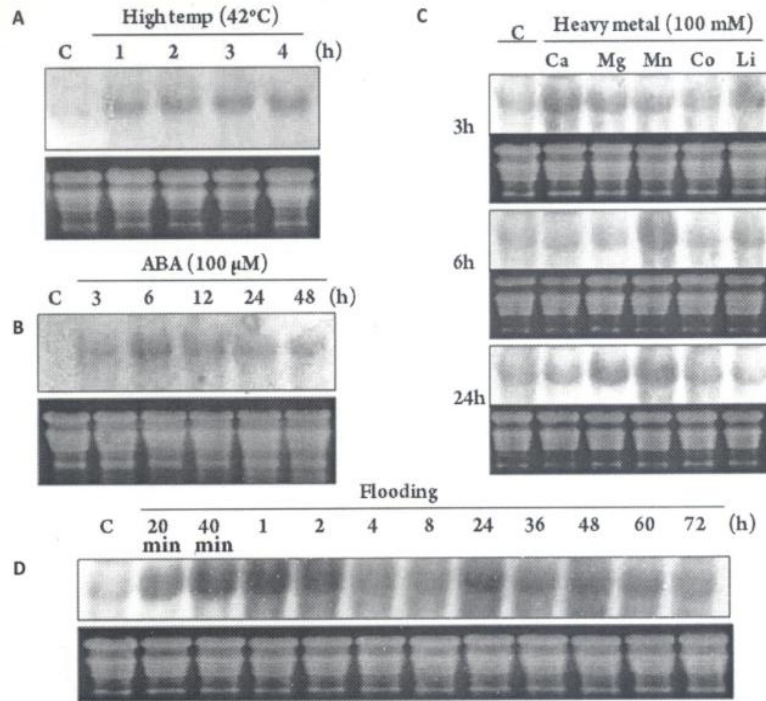 A
High temp (42°C)
C 1 2 3 4 (h)
ABA (100 µM)
C 3 6 12 24 48 (h)
B
C
C Heavy metal (100 mM)
Ca Mg Mn Co Li
3h
6h
24h
Flooding
C 20 min 40 min 1 2 4 8 24 36 48 60 72 (h)
D